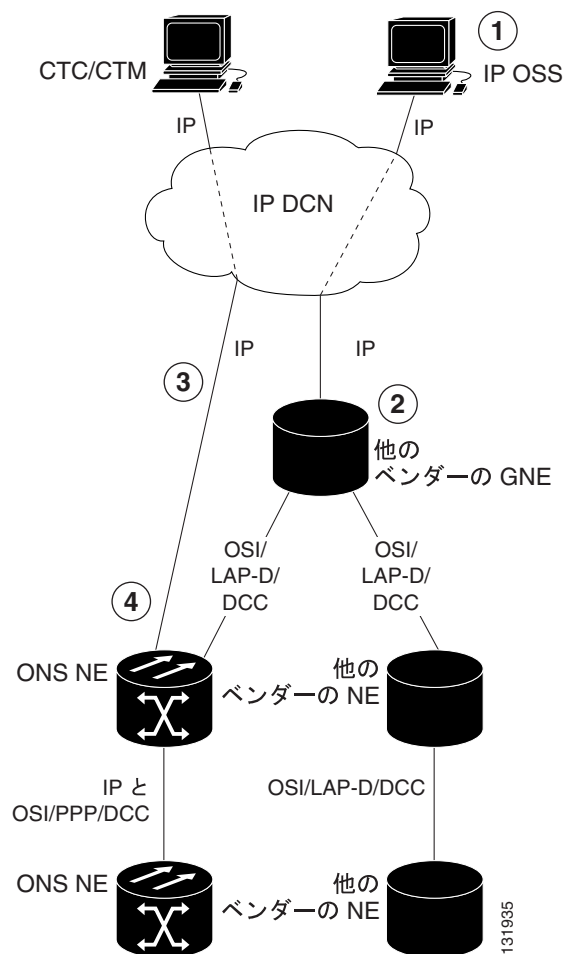 1
CTC/CTM
IP OSS
IP
IP
IP DCN
IP
IP
3
2
他の
ベンダーの GNE
OSI/
LAP-D/
DCC
OSI/
LAP-D/
DCC
4
ONS NE
他の
ベンダーの NE
IP と
OSI/PPP/DCC
OSI/LAP-D/DCC
ONS NE
他の
ベンダーの NE
131935